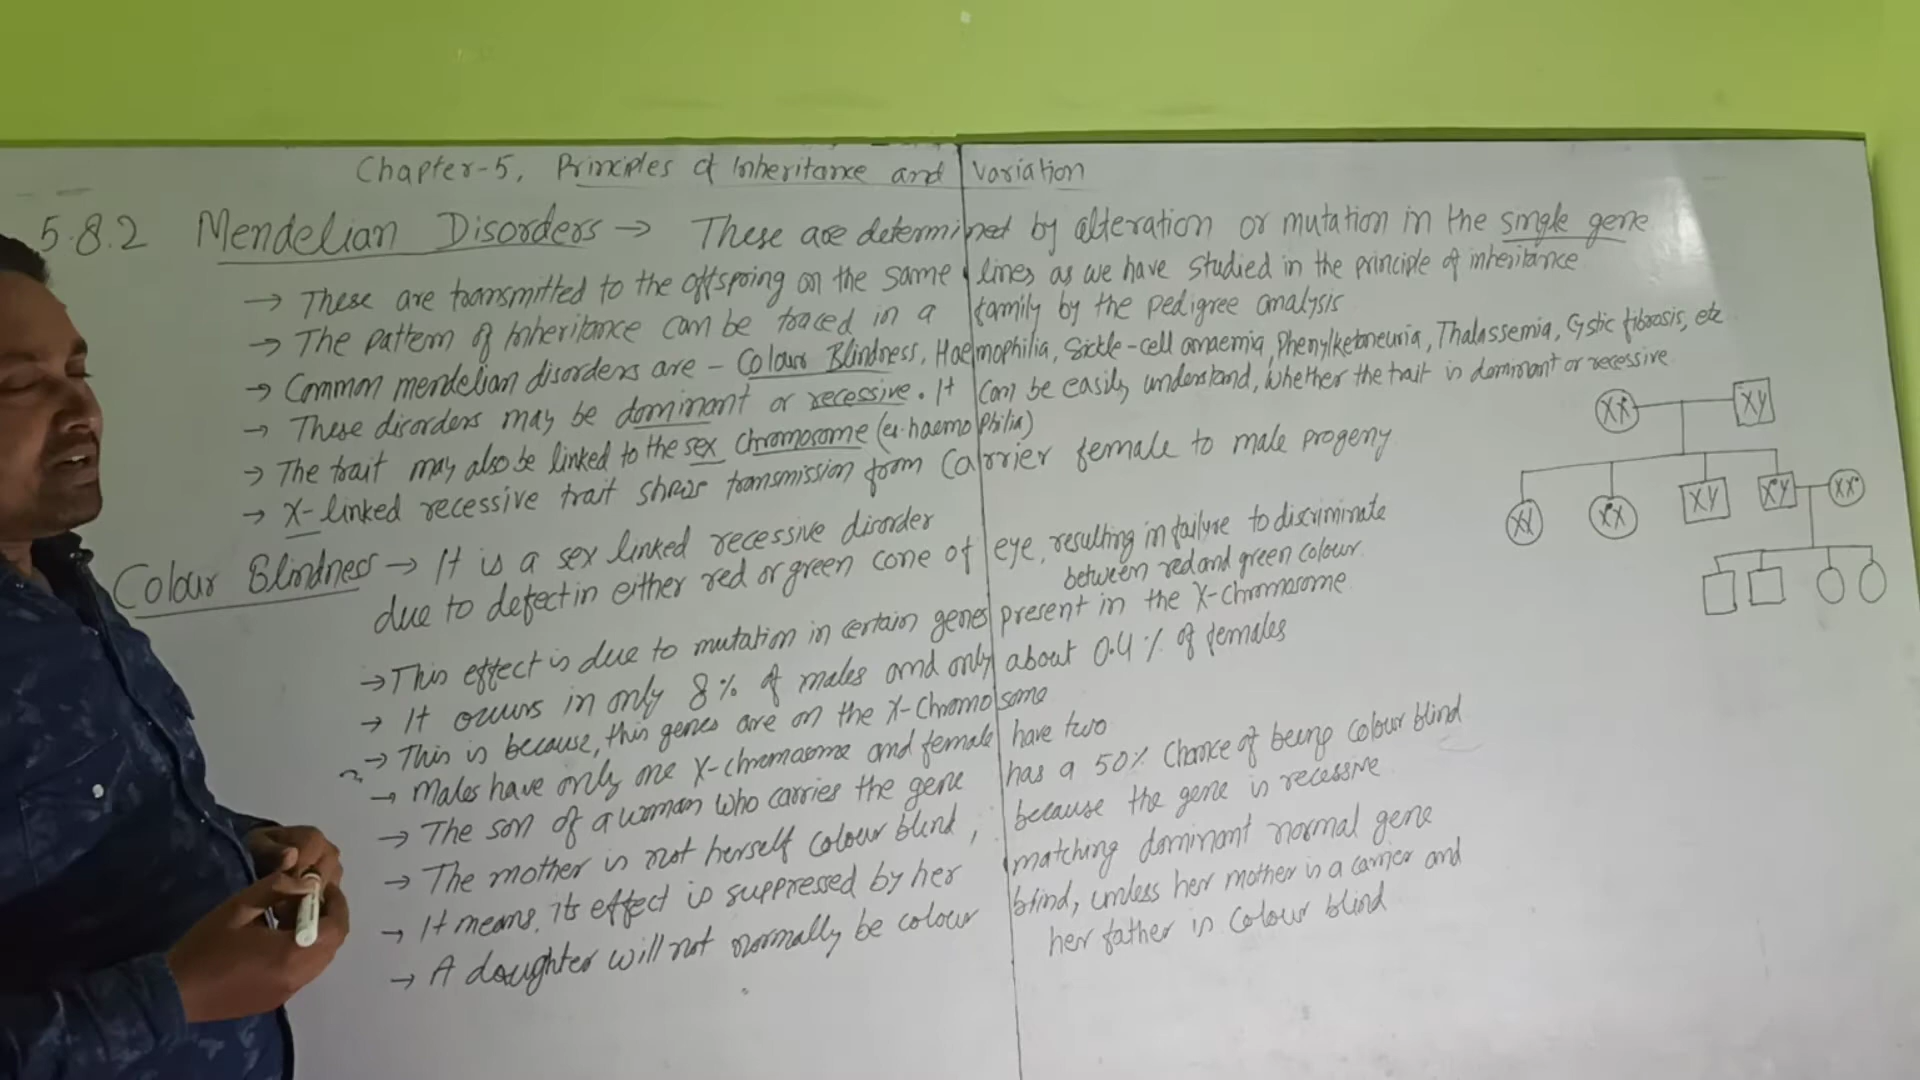 Chapter-5, Principles of Inheritance and Variation
5.8.2 Mendelian Disorders → These are determined by alteration or mutation in the single gene
→ These are transmitted to the offspring on the same lines as we have studied in the principle of inheritance
→ The pattern of Inheritance can be traced in a family by the pedigree analysis
→ Common mendelian disorders are - Colour Blindness, Haemophilia, Sickle-cell anaemia, Phenylketoneuria, Thalassemia, Cystic fibrosis, etc
→ These disorders may be dominant or recessive. It can be easily understand, whether the trait is dominant or recessive
→ The trait may also be linked to the sex chromosome (ex-haemophilia)
→ X-linked recessive trait shows transmission from carrier female to male progeny
Colour Blindness → It is a sex linked recessive disorder
due to defect in either red or green cone of eye, resulting in failure to discriminate
between red and green colour.
→ This effect is due to mutation in certain genes present in the X-chromosome
→ It occurs in only 8% of males and only about 0.4% of females
→ This is because, this genes are on the X-chromosome
→ Males have only one X-chromosome and female have two
→ The son of a woman who carries the gene has a 50% chance of being colour blind
→ The mother is not herself colour blind, because the gene is recessive
→ It means, its effect is suppressed by her matching dominant normal gene
→ A daughter will not normally be colour blind, unless her mother is a carrier and
her father is colour blind
XX XY
XX XX XY XY XX